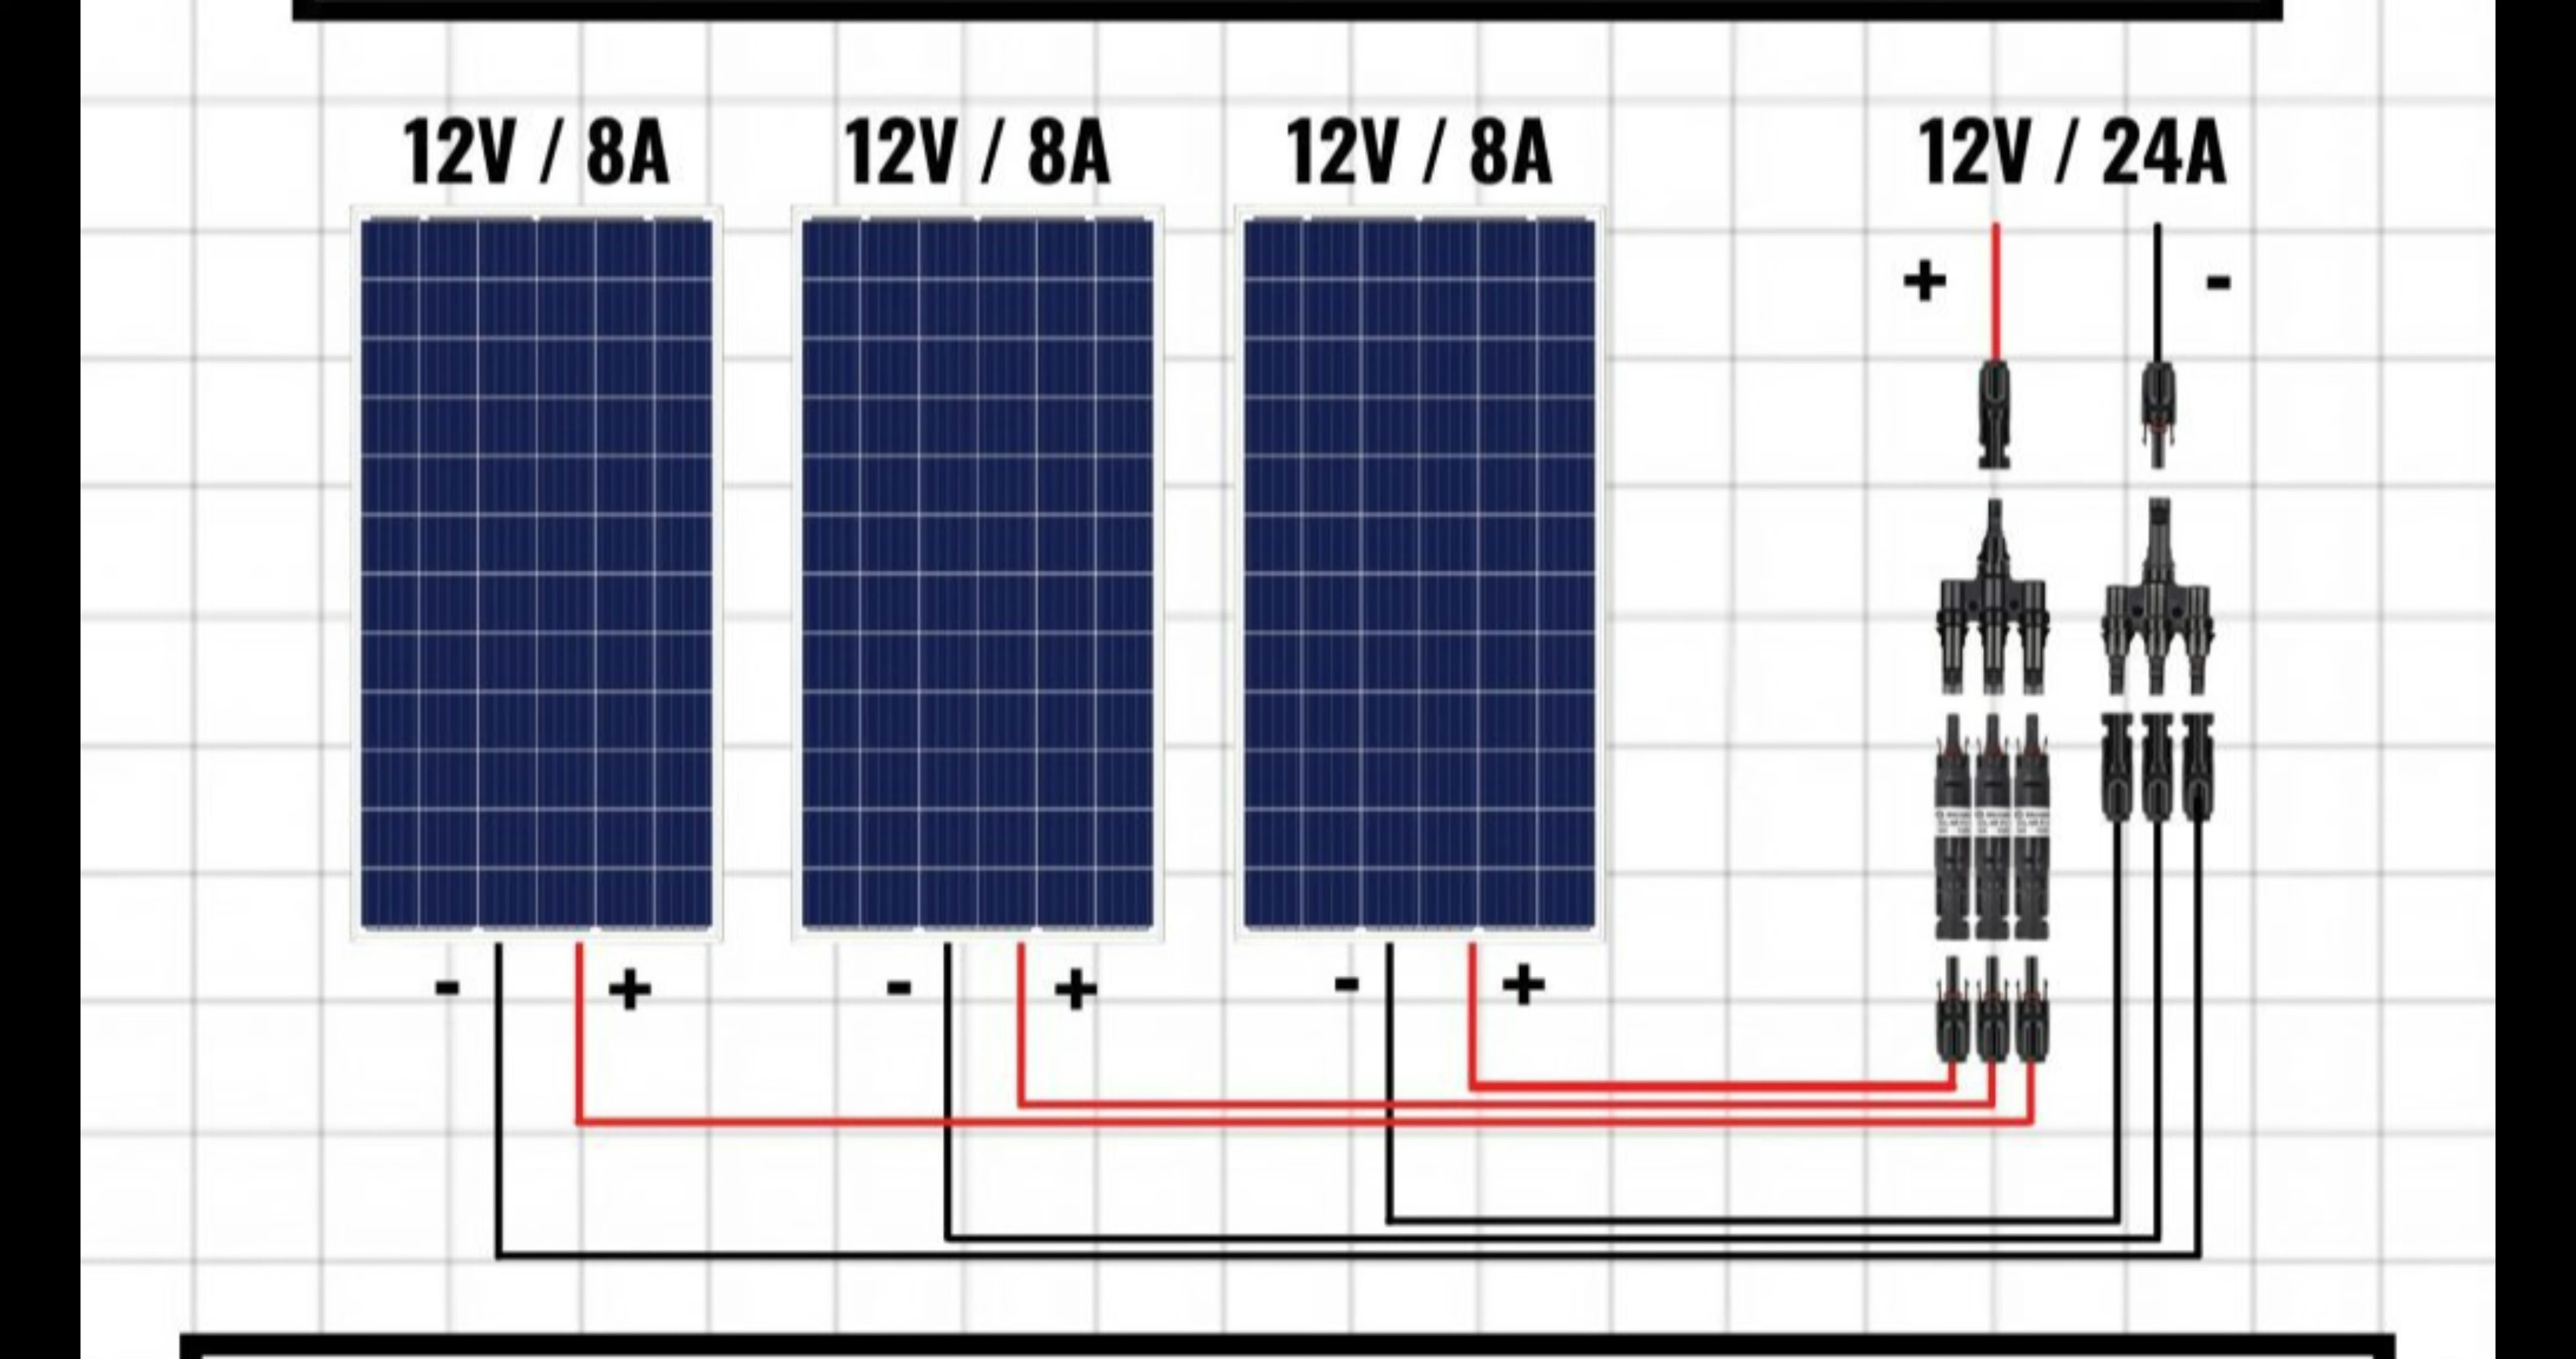 12V / 8A
12V / 8A
12V / 8A
12V / 24A
+ -
- + - + - +